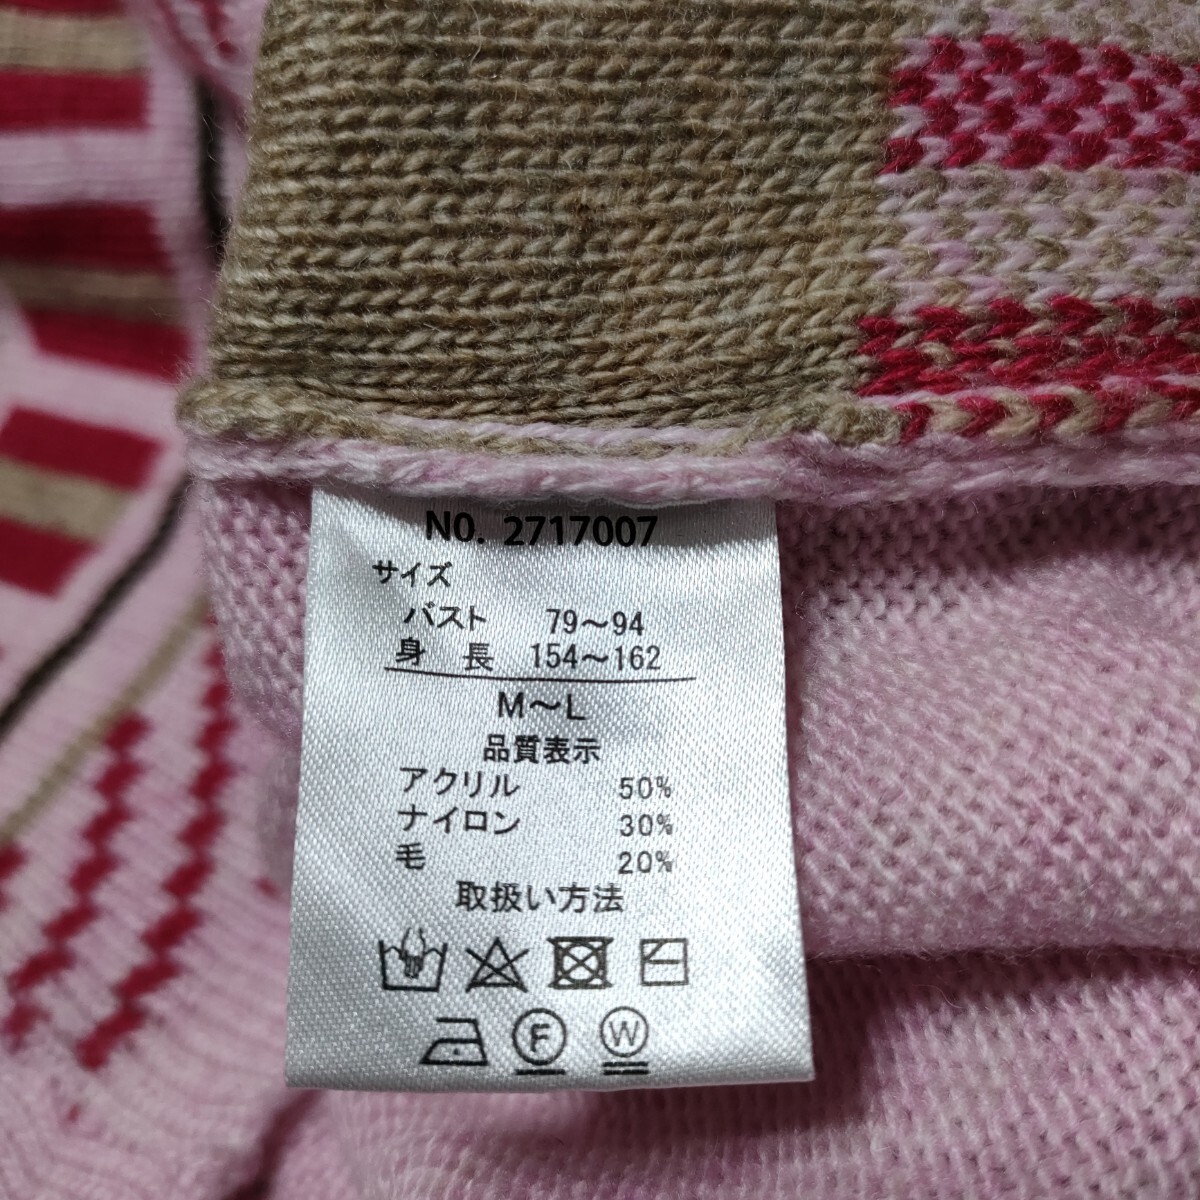 NO. 2717007
サイズ
バスト 79～94
身 長 154～162
M～L
品質表示
アクリル 50%
ナイロン 30%
毛 20%
取扱い方法
F W